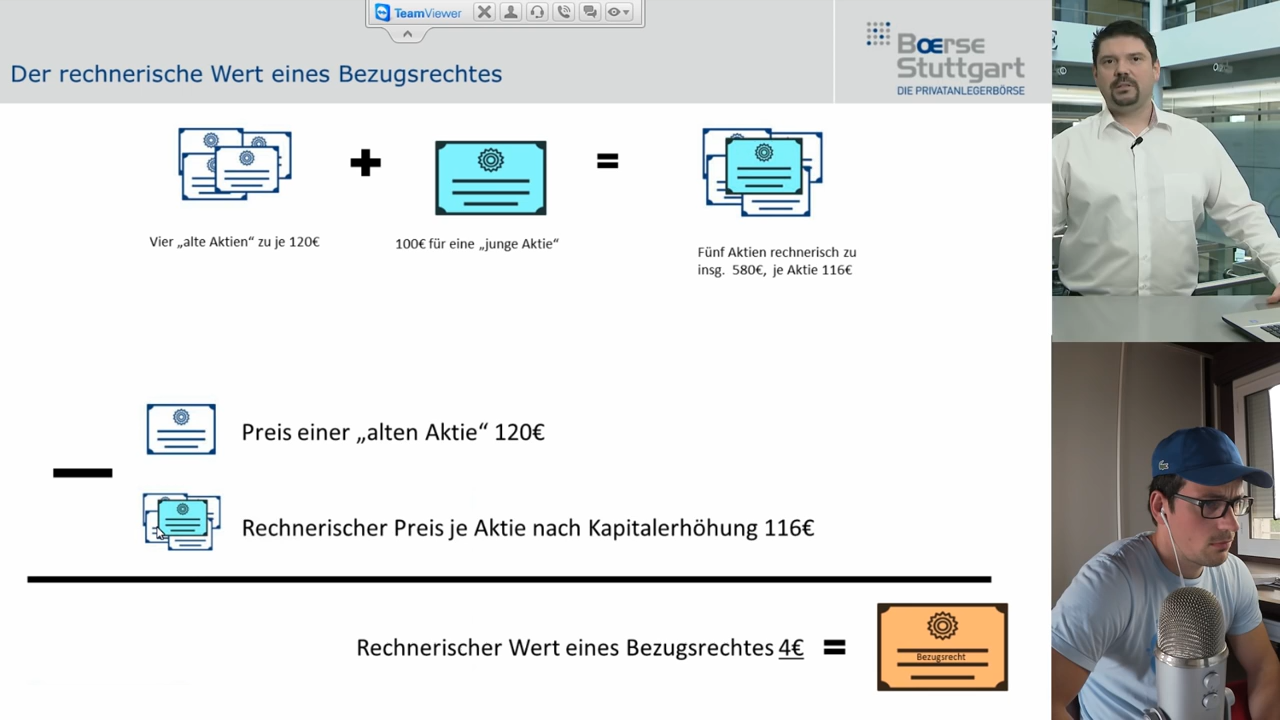 TeamViewer
Der rechnerische Wert eines Bezugsrechtes
Boerse
Stuttgart
DIE PRIVATANLEGERBÖRSE
Vier „alte Aktien“ zu je 120€
100€ für eine „junge Aktie“
Fünf Aktien rechnerisch zu
insg. 580€, je Aktie 116€
Preis einer „alten Aktie“ 120€
Rechnerischer Preis je Aktie nach Kapitalerhöhung 116€
Rechnerischer Wert eines Bezugsrechtes 4€
Bezugsrecht